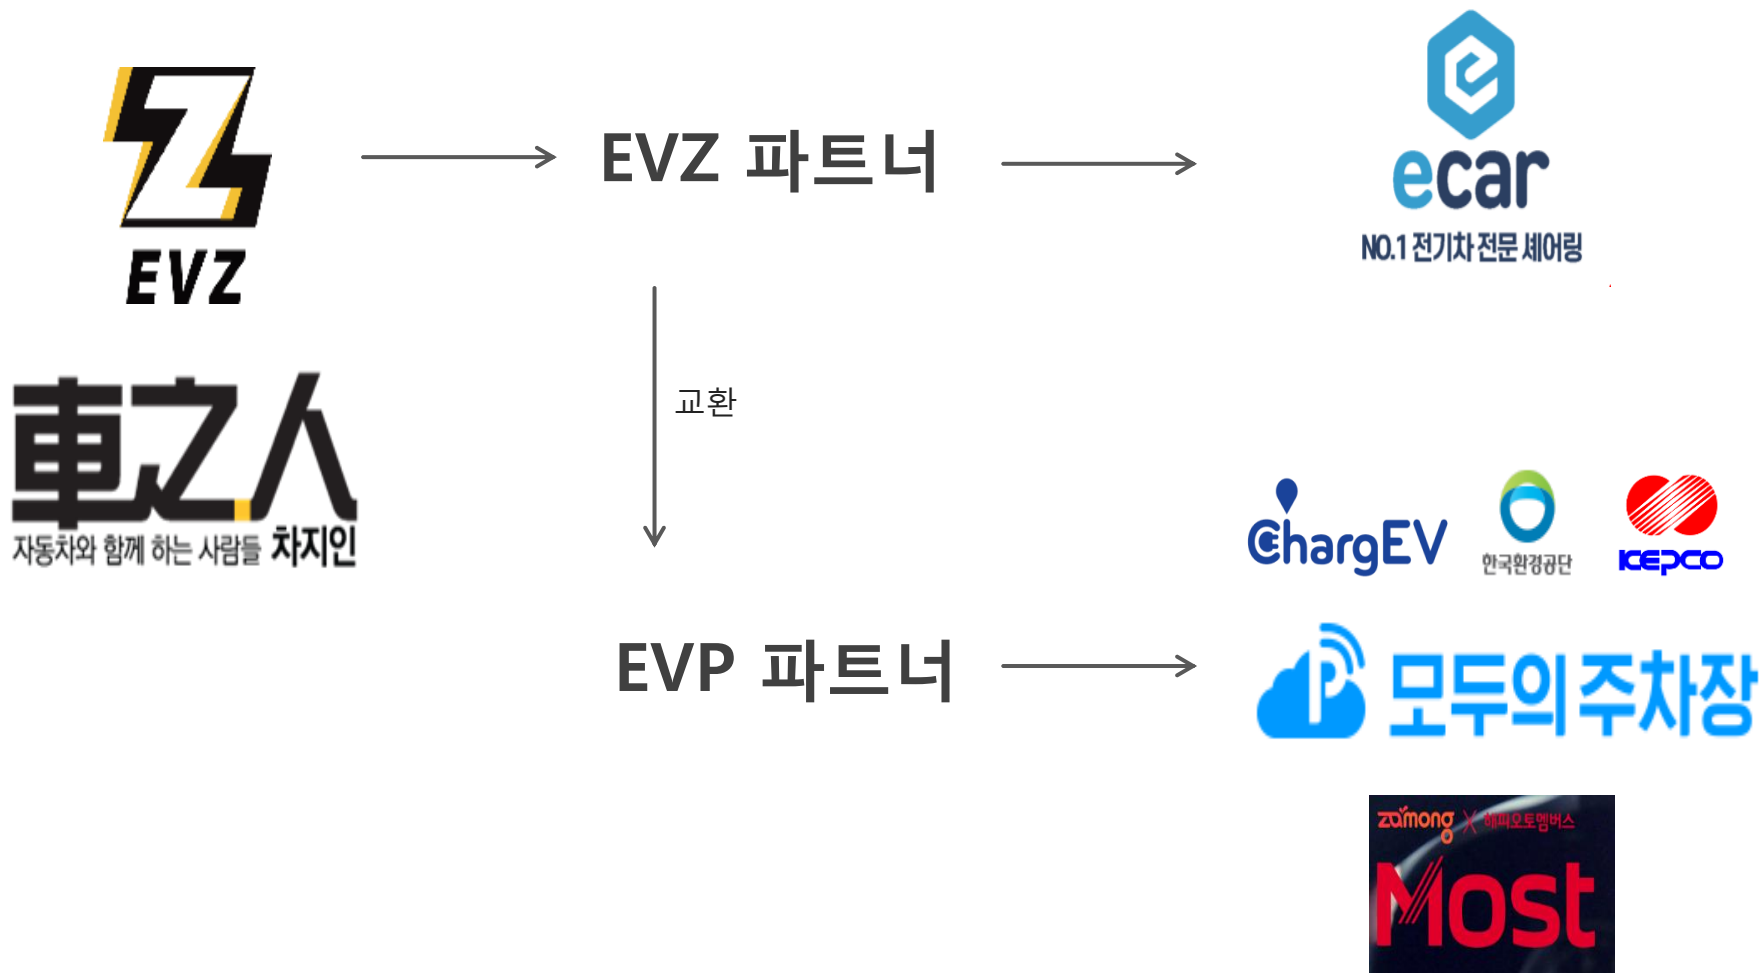 EVZ
車之人
자동차와 함께 하는 사람들 차지인
EVZ 파트너
교환
EVP 파트너
ecar
NO.1 전기차 전문 셰어링
ChargEV
한국환경공단
KEPCO
P 모두의주차장
zamong X 해피오토멤버스
Most